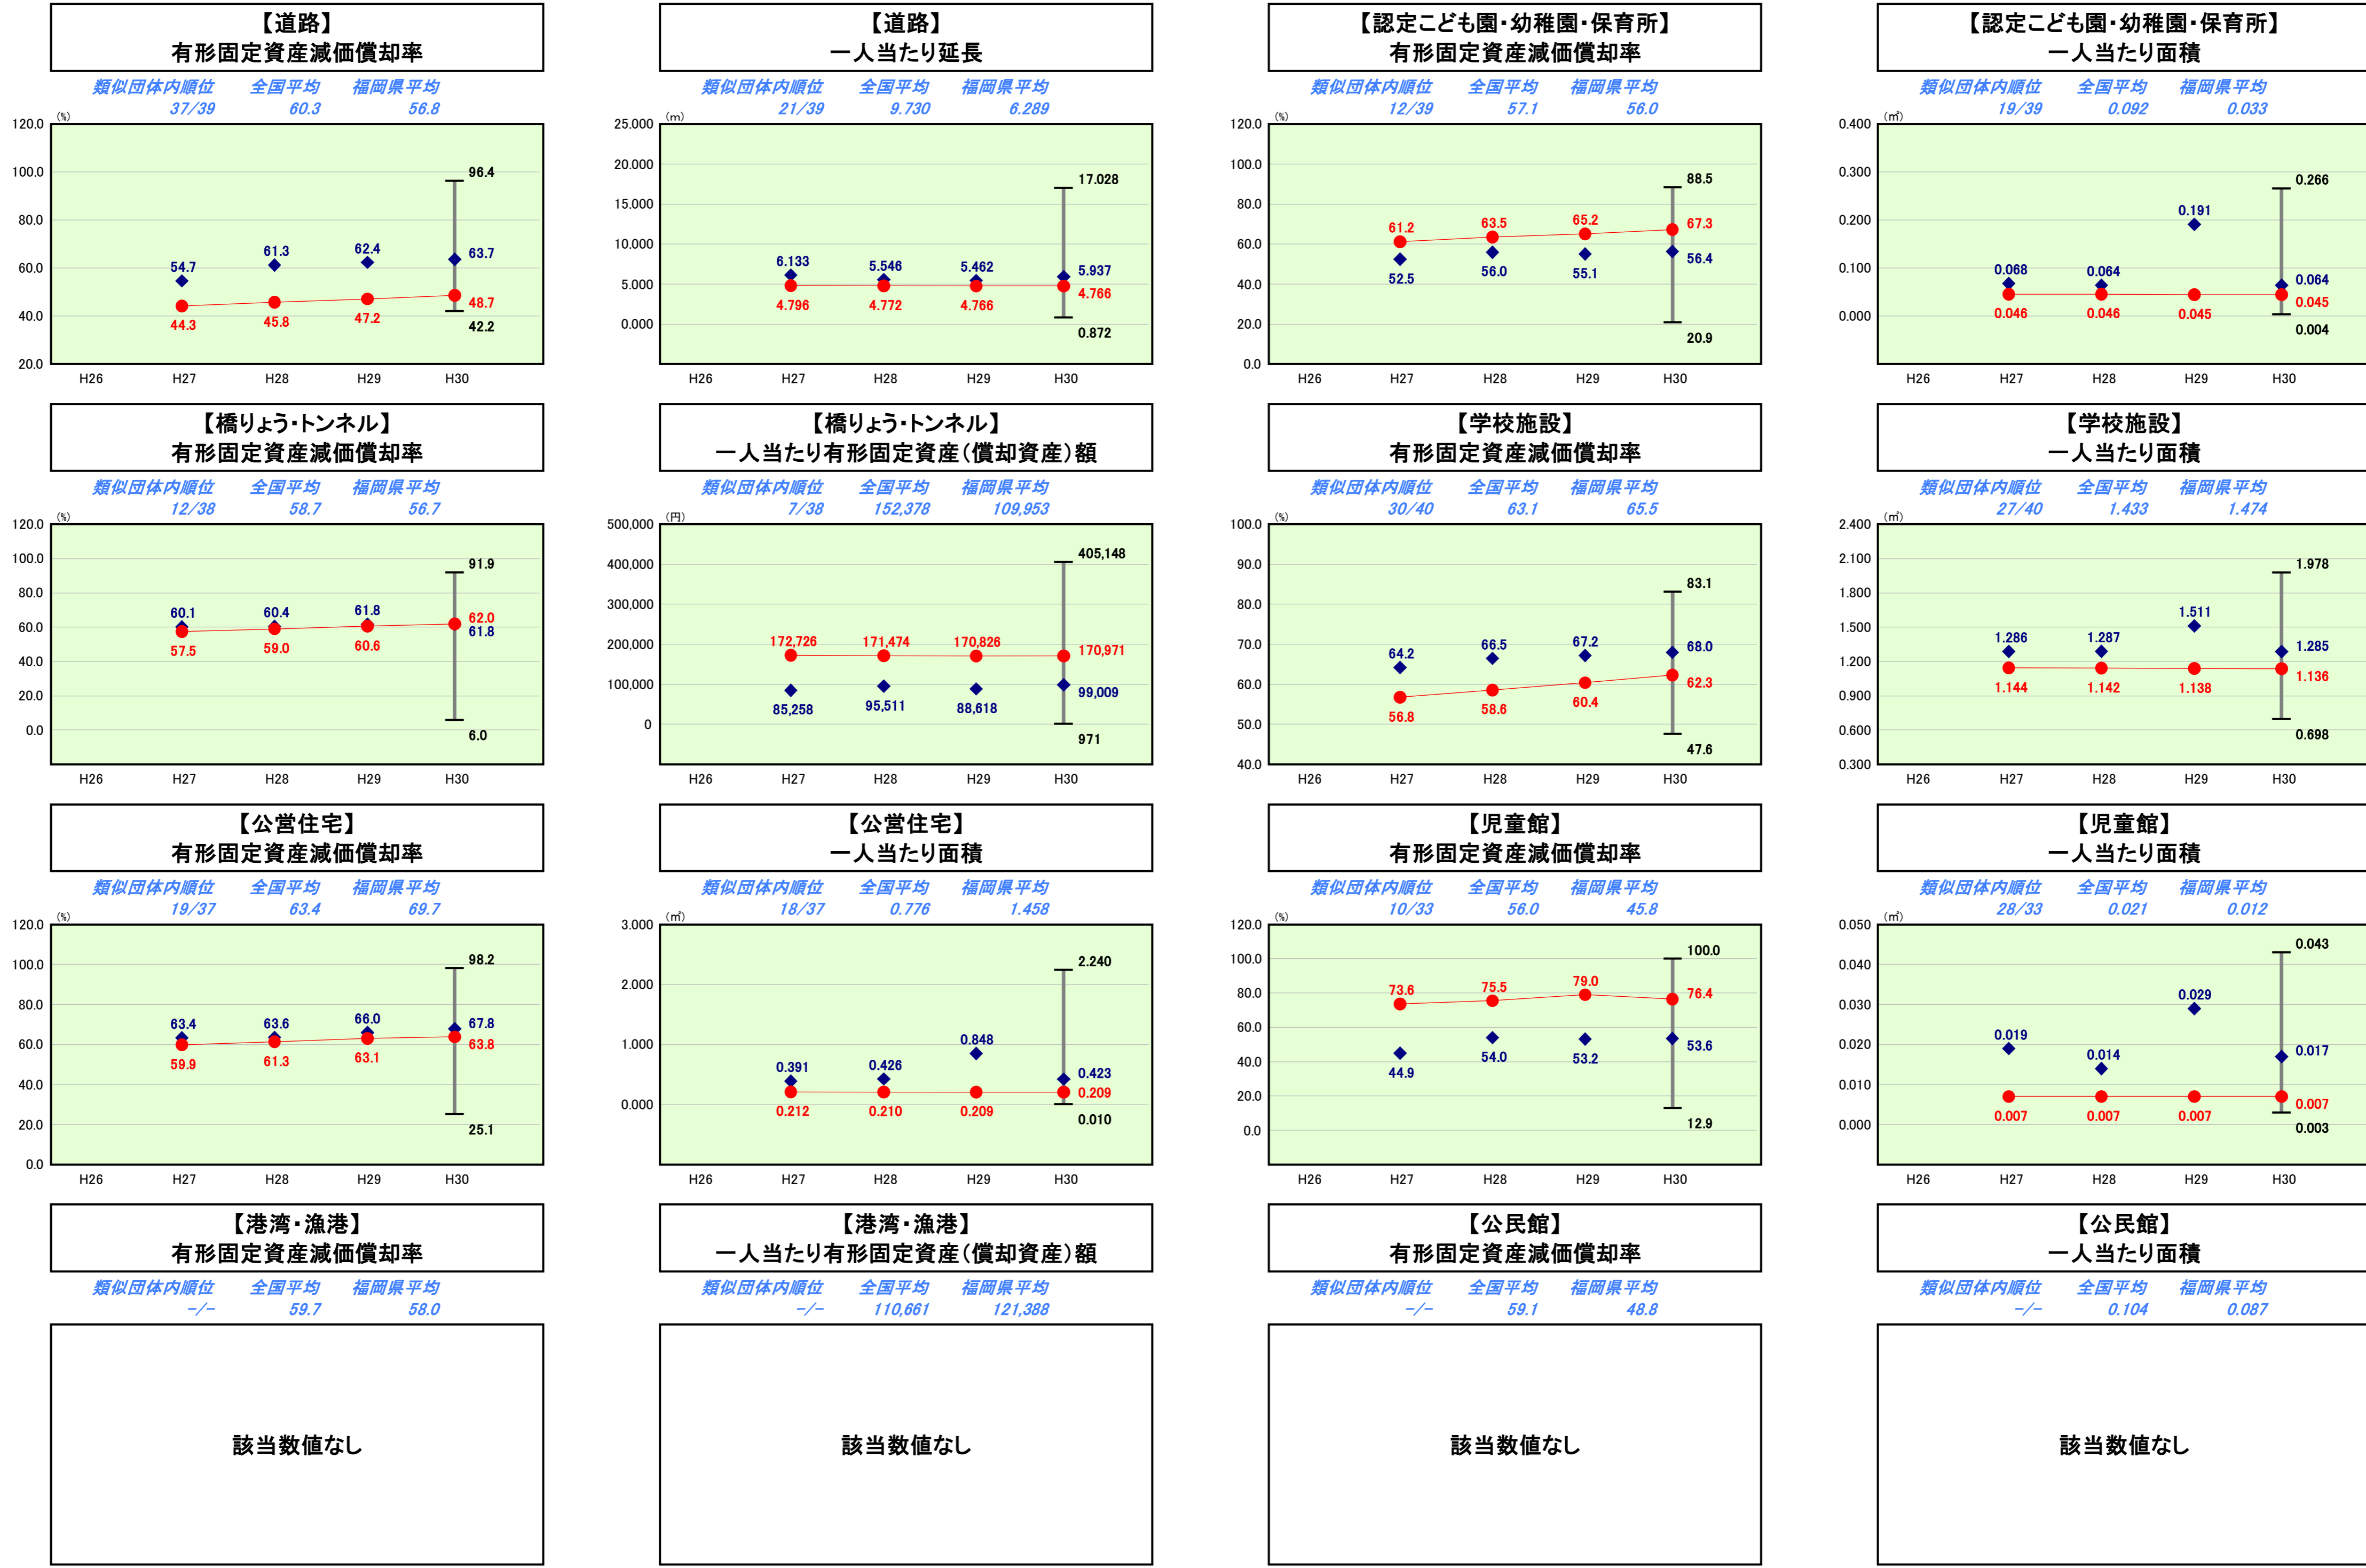 【道路】
有形固定資産減価償却率
類似団体内順位 全国平均 福岡県平均
37/39 60.3 56.8
(%)
120.0
100.0
80.0
60.0
40.0
20.0
54.7 61.3 62.4 63.7
44.3 45.8 47.2 48.7
96.4
42.2
H26 H27 H28 H29 H30
【道路】
一人当たり延長
類似団体内順位 全国平均 福岡県平均
21/39 9.730 6.289
(m)
25.000
20.000
15.000
10.000
5.000
0.000
6.133 5.546 5.462 5.937
4.796 4.772 4.766 4.766
17.028
0.872
H26 H27 H28 H29 H30
【認定こども園・幼稚園・保育所】
有形固定資産減価償却率
類似団体内順位 全国平均 福岡県平均
12/39 57.1 56.0
(%)
120.0
100.0
80.0
60.0
40.0
20.0
0.0
61.2 63.5 65.2 67.3
52.5 56.0 55.1 56.4
88.5
20.9
H26 H27 H28 H29 H30
【認定こども園・幼稚園・保育所】
一人当たり面積
類似団体内順位 全国平均 福岡県平均
19/39 0.092 0.033
(㎡)
0.400
0.300
0.200
0.100
0.000
0.068 0.064 0.191 0.064
0.046 0.046 0.045 0.045
0.266
0.004
H26 H27 H28 H29 H30
【橋りょう・トンネル】
有形固定資産減価償却率
類似団体内順位 全国平均 福岡県平均
12/38 58.7 56.7
(%)
120.0
100.0
80.0
60.0
40.0
20.0
0.0
60.1 60.4 61.8 61.8
57.5 59.0 60.6 62.0
91.9
6.0
H26 H27 H28 H29 H30
【橋りょう・トンネル】
一人当たり有形固定資産(償却資産)額
類似団体内順位 全国平均 福岡県平均
7/38 152,378 109,953
(円)
500,000
400,000
300,000
200,000
100,000
0
172,726 171,474 170,826 170,971
85,258 95,511 88,618 99,009
405,148
971
H26 H27 H28 H29 H30
【学校施設】
有形固定資産減価償却率
類似団体内順位 全国平均 福岡県平均
30/40 63.1 65.5
(%)
100.0
90.0
80.0
70.0
60.0
50.0
40.0
64.2 66.5 67.2 68.0
56.8 58.6 60.4 62.3
83.1
47.6
H26 H27 H28 H29 H30
【学校施設】
一人当たり面積
類似団体内順位 全国平均 福岡県平均
27/40 1.433 1.474
(㎡)
2.400
2.100
1.800
1.500
1.200
0.900
0.600
0.300
1.286 1.287 1.511 1.285
1.144 1.142 1.138 1.136
1.978
0.698
H26 H27 H28 H29 H30
【公営住宅】
有形固定資産減価償却率
類似団体内順位 全国平均 福岡県平均
19/37 63.4 69.7
(%)
120.0
100.0
80.0
60.0
40.0
20.0
0.0
63.4 63.6 66.0 67.8
59.9 61.3 63.1 63.8
98.2
25.1
H26 H27 H28 H29 H30
【公営住宅】
一人当たり面積
類似団体内順位 全国平均 福岡県平均
18/37 0.776 1.458
(㎡)
3.000
2.000
1.000
0.000
0.391 0.426 0.848 0.423
0.212 0.210 0.209 0.209
2.240
0.010
H26 H27 H28 H29 H30
【児童館】
有形固定資産減価償却率
類似団体内順位 全国平均 福岡県平均
10/33 56.0 45.8
(%)
120.0
100.0
80.0
60.0
40.0
20.0
0.0
73.6 75.5 79.0 76.4
44.9 54.0 53.2 53.6
100.0
12.9
H26 H27 H28 H29 H30
【児童館】
一人当たり面積
類似団体内順位 全国平均 福岡県平均
28/33 0.021 0.012
(㎡)
0.050
0.040
0.030
0.020
0.010
0.000
0.019 0.014 0.029 0.017
0.007 0.007 0.007 0.007
0.043
0.003
H26 H27 H28 H29 H30
【港湾・漁港】
有形固定資産減価償却率
類似団体内順位 全国平均 福岡県平均
-/- 59.7 58.0
該当数値なし
【港湾・漁港】
一人当たり有形固定資産(償却資産)額
類似団体内順位 全国平均 福岡県平均
-/- 110,661 121,388
該当数値なし
【公民館】
有形固定資産減価償却率
類似団体内順位 全国平均 福岡県平均
-/- 59.1 48.8
該当数値なし
【公民館】
一人当たり面積
類似団体内順位 全国平均 福岡県平均
-/- 0.104 0.087
該当数値なし